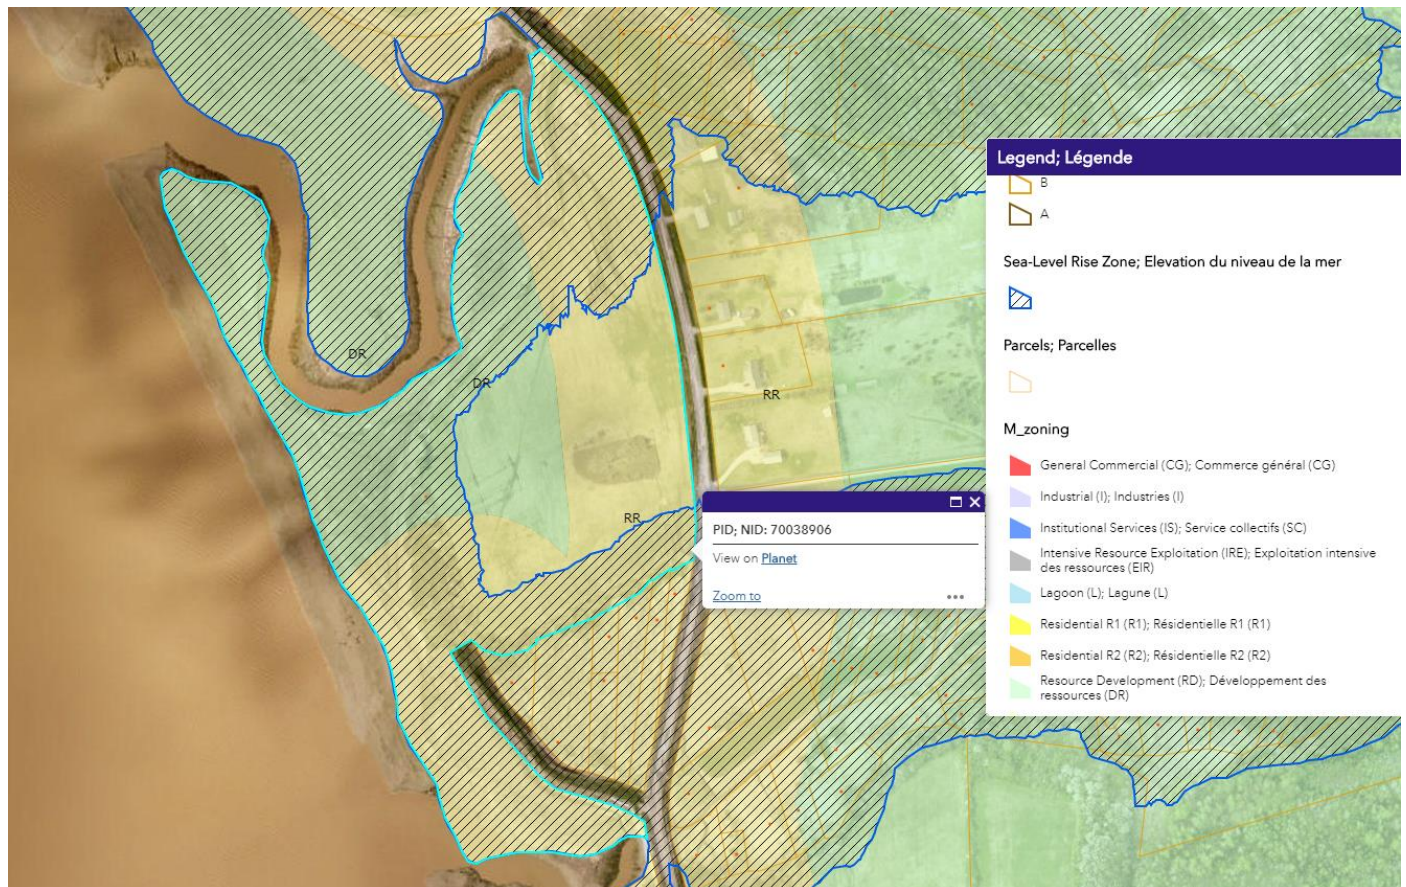 DR
DR
RR
RR
Legend; Légende
B
A
Sea-Level Rise Zone; Elevation du niveau de la mer
Parcels; Parcelles
M_zoning
General Commercial (CG); Commerce général (CG)
Industrial (I); Industries (I)
Institutional Services (IS); Service collectifs (SC)
Intensive Resource Exploitation (IRE); Exploitation intensive
des ressources (EIR)
Lagoon (L); Lagune (L)
Residential R1 (R1); Résidentielle R1 (R1)
Residential R2 (R2); Résidentielle R2 (R2)
Resource Development (RD); Développement des
ressources (DR)
PID; NID: 70038906
View on Planet
Zoom to